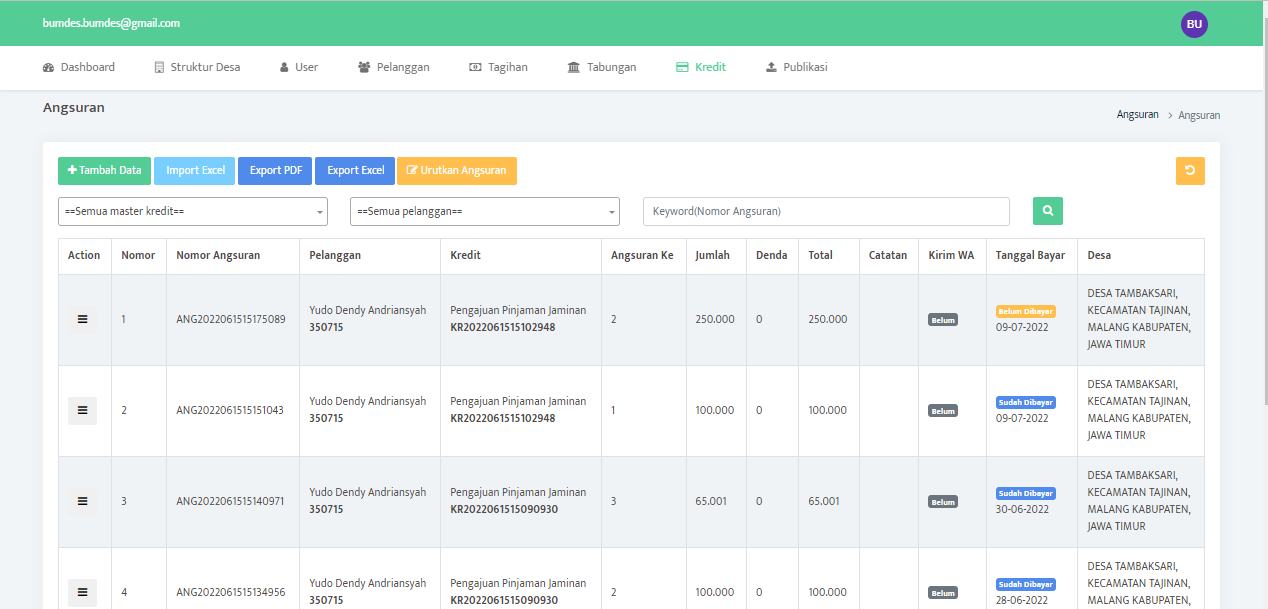 bumdes.bumdes@gmail.com
BU
Dashboard Struktur Desa User Pelanggan Tagihan Tabungan Kredit Publikasi
Angsuran
Angsuran > Angsuran
Tambah Data Import Excel Export PDF Export Excel Urutkan Angsuran
==Semua master kredit== ==Semua pelanggan== Keyword(Nomor Angsuran)
Action Nomor Nomor Angsuran Pelanggan Kredit Angsuran Ke Jumlah Denda Total Catatan Kirim WA Tanggal Bayar Desa
1 ANG2022061515175089 Yudo Dendy Andriansyah
350715
Pengajuan Pinjaman Jaminan
KR2022061515102948
2 250.000 0 250.000 Belum Belum Dibayar
09-07-2022
DESA TAMBAKSARI,
KECAMATAN TAJINAN,
MALANG KABUPATEN,
JAWA TIMUR
2 ANG2022061515151043 Yudo Dendy Andriansyah
350715
Pengajuan Pinjaman Jaminan
KR2022061515102948
1 100.000 0 100.000 Belum Sudah Dibayar
09-07-2022
DESA TAMBAKSARI,
KECAMATAN TAJINAN,
MALANG KABUPATEN,
JAWA TIMUR
3 ANG2022061515140971 Yudo Dendy Andriansyah
350715
Pengajuan Pinjaman Jaminan
KR2022061515090930
3 65.001 0 65.001 Belum Sudah Dibayar
30-06-2022
DESA TAMBAKSARI,
KECAMATAN TAJINAN,
MALANG KABUPATEN,
JAWA TIMUR
4 ANG2022061515134956 Yudo Dendy Andriansyah
350715
Pengajuan Pinjaman Jaminan
KR2022061515090930
2 100.000 0 100.000 Belum Sudah Dibayar
28-06-2022
DESA TAMBAKSARI,
KECAMATAN TAJINAN,
MALANG KABUPATEN,